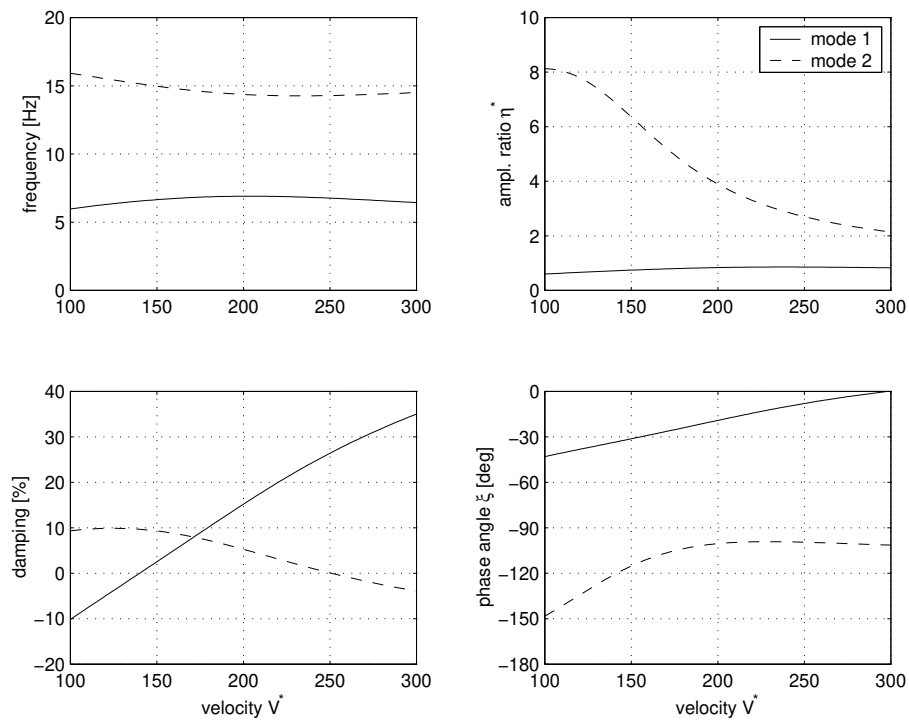 20
15
10
5
0
frequency [Hz]
100 150 200 250 300
10
8
6
4
2
0
ampl. ratio η*
mode 1
mode 2
100 150 200 250 300
40
30
20
10
0
−10
−20
damping [%]
100 150 200 250 300
velocity V*
0
−30
−60
−90
−120
−150
−180
phase angle ξ [deg]
100 150 200 250 300
velocity V*